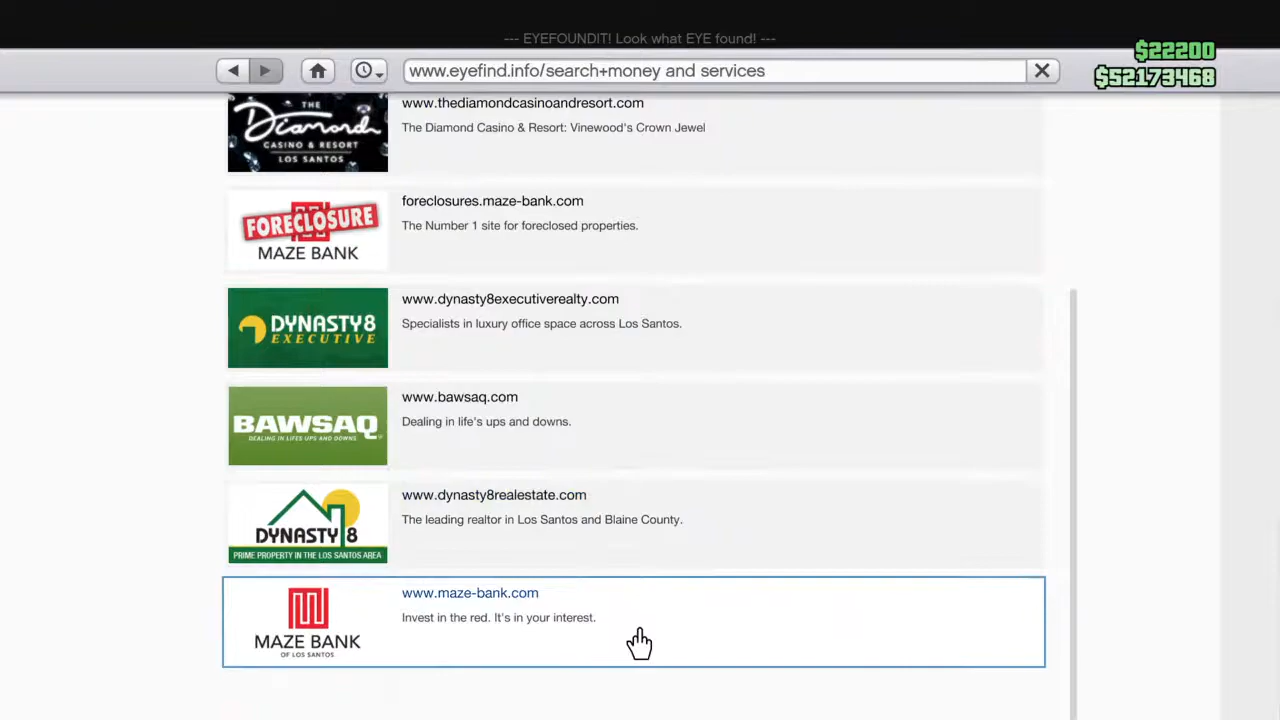 --- EYEFOUNDIT! Look what EYE found! ---
$22200
www.eyefind.info/search+money and services
$52173468
THE
Diamond
CASINO & RESORT
LOS SANTOS
www.thediamondcasinoandresort.com
The Diamond Casino & Resort: Vinewood's Crown Jewel
FORECLOSURE
MAZE BANK
foreclosures.maze-bank.com
The Number 1 site for foreclosed properties.
DYNASTY8
EXECUTIVE
www.dynasty8executiverealty.com
Specialists in luxury office space across Los Santos.
BAWSAQ
DEALING IN LIFES UPS AND DOWNS
www.bawsaq.com
Dealing in life's ups and downs.
DYNASTY 8
PRIME PROPERTY IN THE LOS SANTOS AREA
www.dynasty8realestate.com
The leading realtor in Los Santos and Blaine County.
MAZE BANK
OF LOS SANTOS
www.maze-bank.com
Invest in the red. It's in your interest.